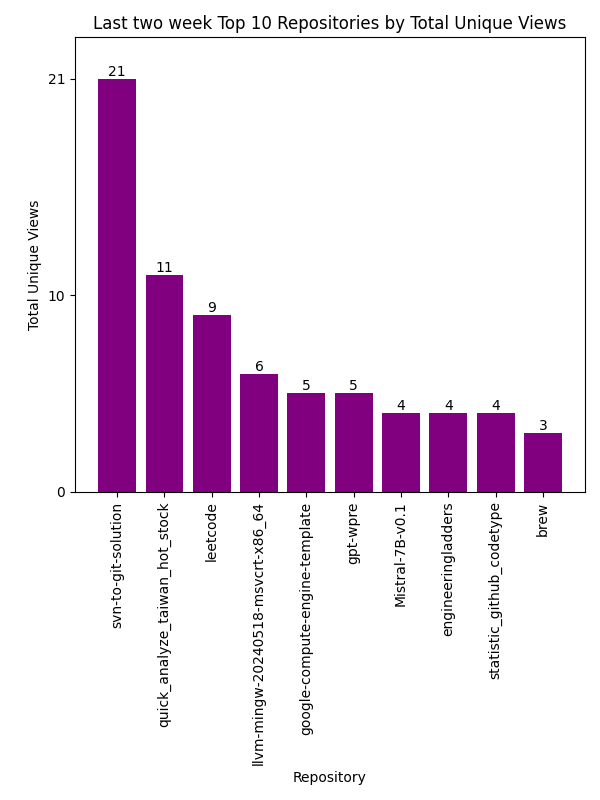 Last two week Top 10 Repositories by Total Unique Views
Total Unique Views
21
10
0
21
11
9
6
5
5
4
4
4
3
svn-to-git-solution
quick_analyze_taiwan_hot_stock
leetcode
llvm-mingw-20240518-msvcrt-x86_64
google-compute-engine-template
gpt-wpre
Mistral-7B-v0.1
engineeringladders
statistic_github_codetype
brew
Repository